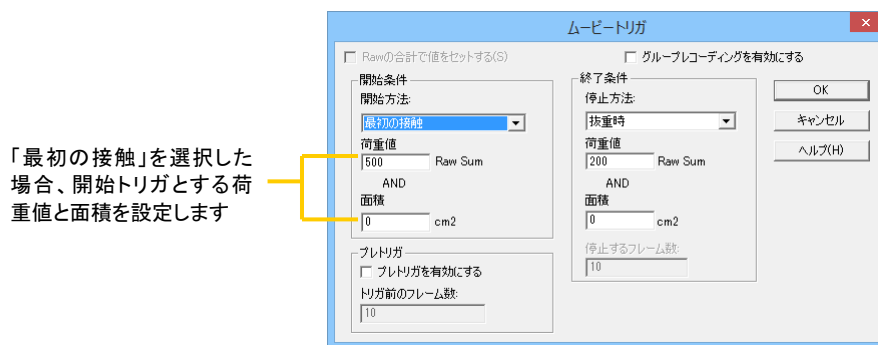 ムービートリガ
Rawの合計で値をセットする(S)
グループレコーディングを有効にする
開始条件
開始方法:
最初の接触
荷重値
500 Raw Sum
AND
面積
0 cm2
プレトリガ
プレトリガを有効にする
トリガ前のフレーム数:
10
終了条件
停止方法:
抜重時
荷重値
200 Raw Sum
AND
面積
0 cm2
停止するフレーム数:
10
OK
キャンセル
ヘルプ(H)
「最初の接触」を選択した
場合、開始トリガとする荷
重値と面積を設定します